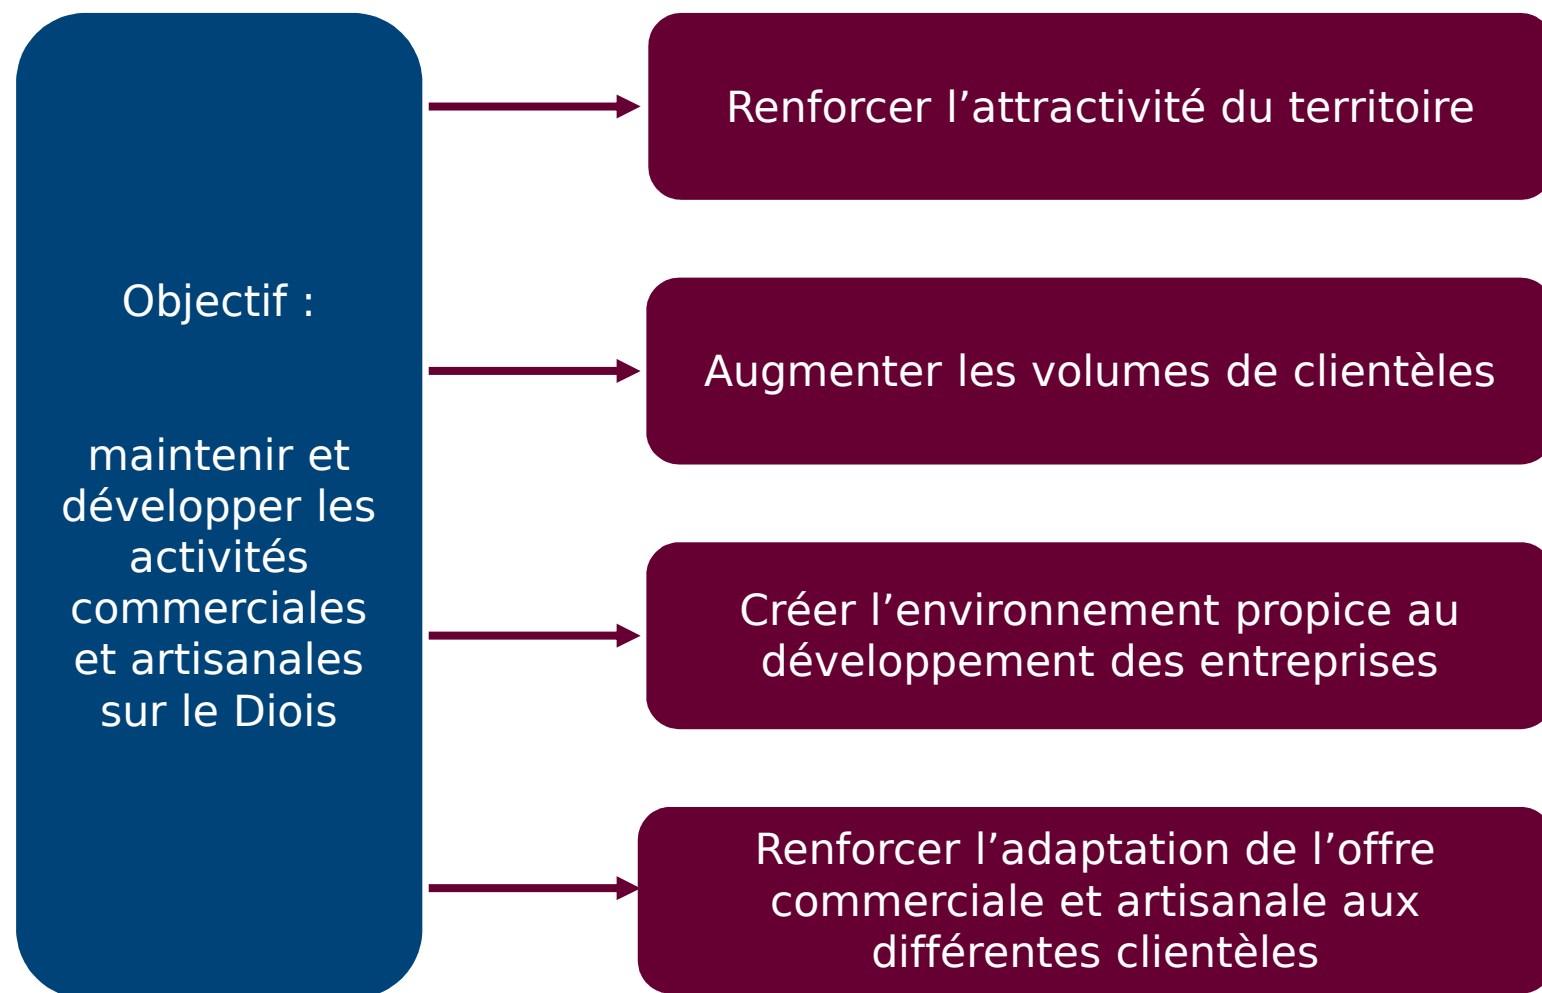 Objectif :
maintenir et
développer les
activités
commerciales
et artisanales
sur le Diois
Renforcer l’attractivité du territoire
Augmenter les volumes de clientèles
Créer l’environnement propice au
développement des entreprises
Renforcer l’adaptation de l’offre
commerciale et artisanale aux
différentes clientèles